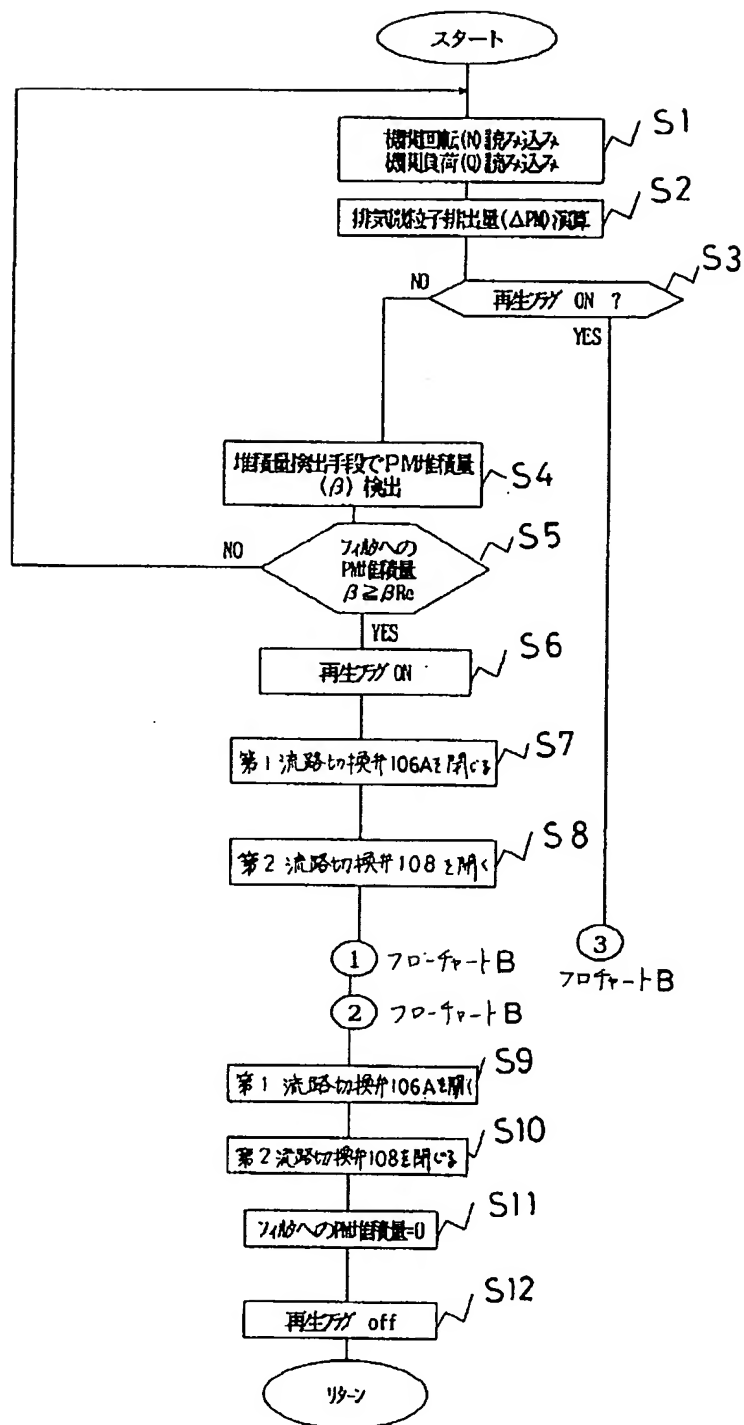 スタート
S1
機関回転(N)読み込み
機関負荷(Q)読み込み
S2
排気微粒子排出量(ΔPM)演算
S3
NO
再生フラグ ON ?
YES
堆積量検出手段でPM堆積量
(β)検出
S4
S5
NO
フィルタへの
PM堆積量
β≧βRe
YES
S6
再生フラグ ON
S7
第1流路切換弁106Aを閉じる
S8
第2流路切換弁108を開く
1 フローチャートB
3
フロチャートB
2 フローチャートB
S9
第1流路切換弁106Aを開く
S10
第2流路切換弁108を閉じる
S11
フィルタへのPM堆積量=0
S12
再生フラグ off
リターン